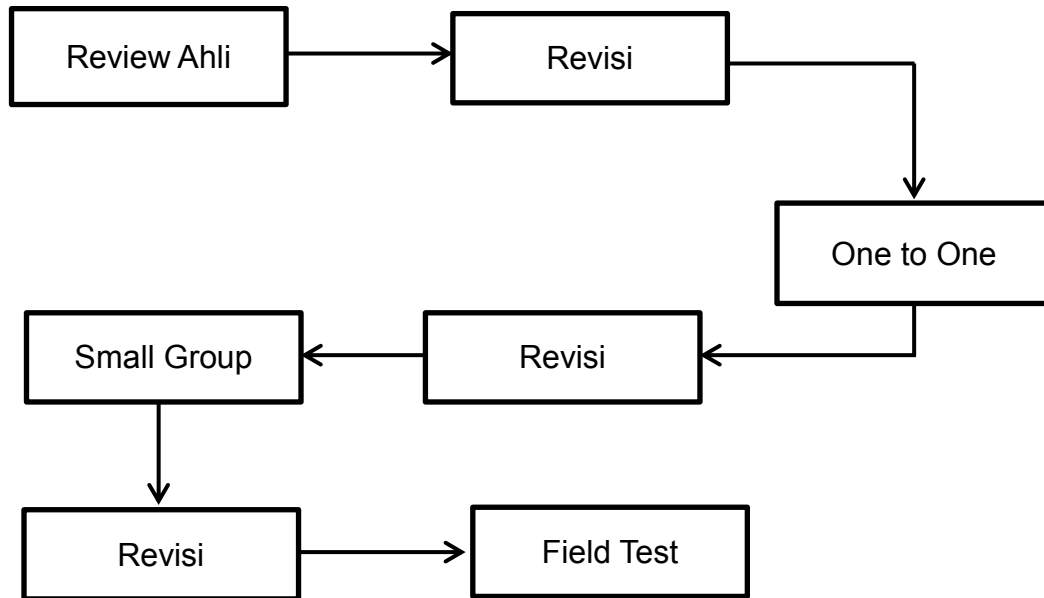 Review Ahli
Revisi
One to One
Revisi
Small Group
Revisi
Field Test